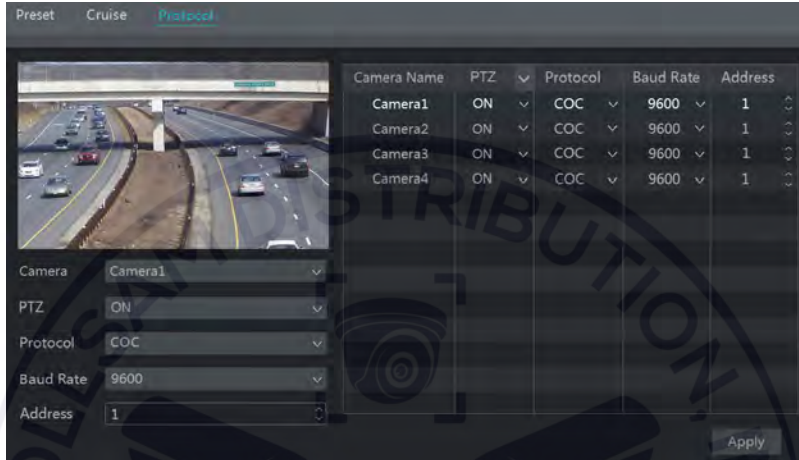 Preset Cruise Protocol
Camera Name PTZ Protocol Baud Rate Address
Camera1 ON COC 9600 1
Camera2 ON COC 9600 1
Camera3 ON COC 9600 1
Camera4 ON COC 9600 1
Camera Camera1
PTZ ON
Protocol COC
Baud Rate 9600
Address 1
Apply
DISTRIBUTION